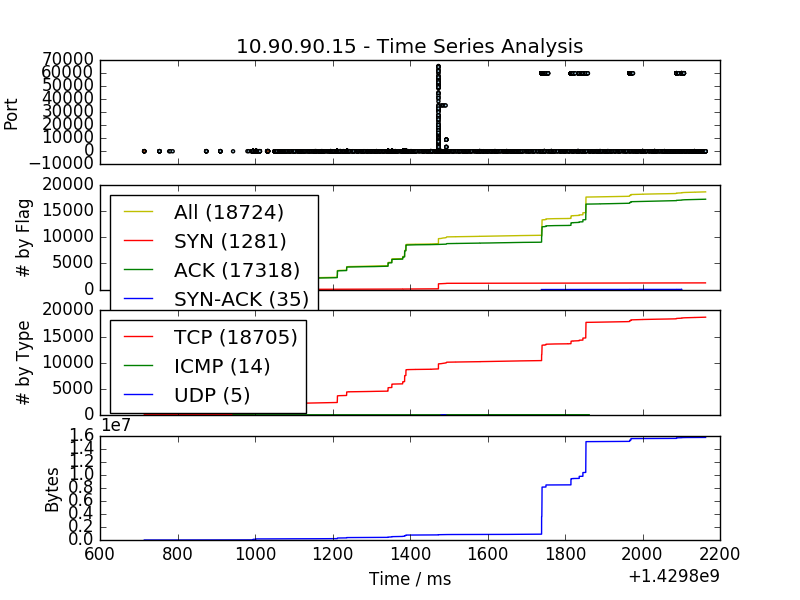 10.90.90.15 - Time Series Analysis
70000
60000
50000
40000
30000
20000
10000
0
−10000
Port
20000
15000
10000
5000
0
# by Flag
All (18724)
SYN (1281)
ACK (17318)
SYN-ACK (35)
20000
15000
10000
5000
0
# by Type
TCP (18705)
ICMP (14)
UDP (5)
1e7
1.6
1.4
1.2
1.0
0.8
0.6
0.4
0.2
0.0
Bytes
600 800 1000 1200 1400 1600 1800 2000 2200
Time / ms
+1.4298e9